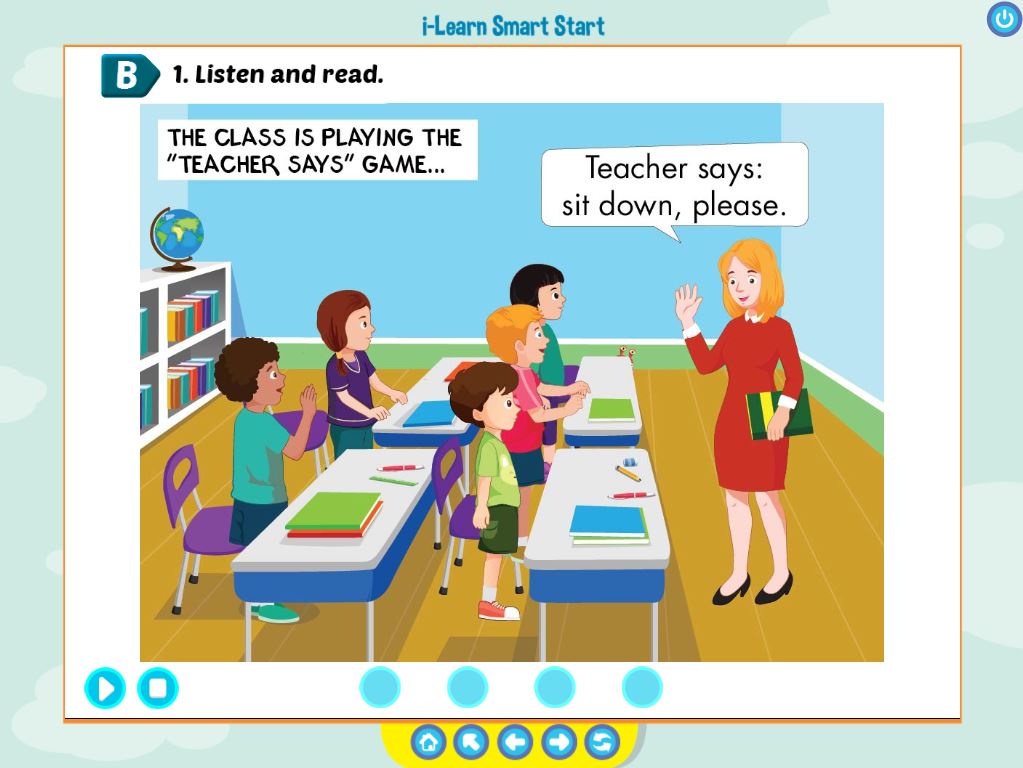 i-Learn Smart Start
B 1. Listen and read.
THE CLASS IS PLAYING THE
"TEACHER SAYS" GAME...
Teacher says:
sit down, please.